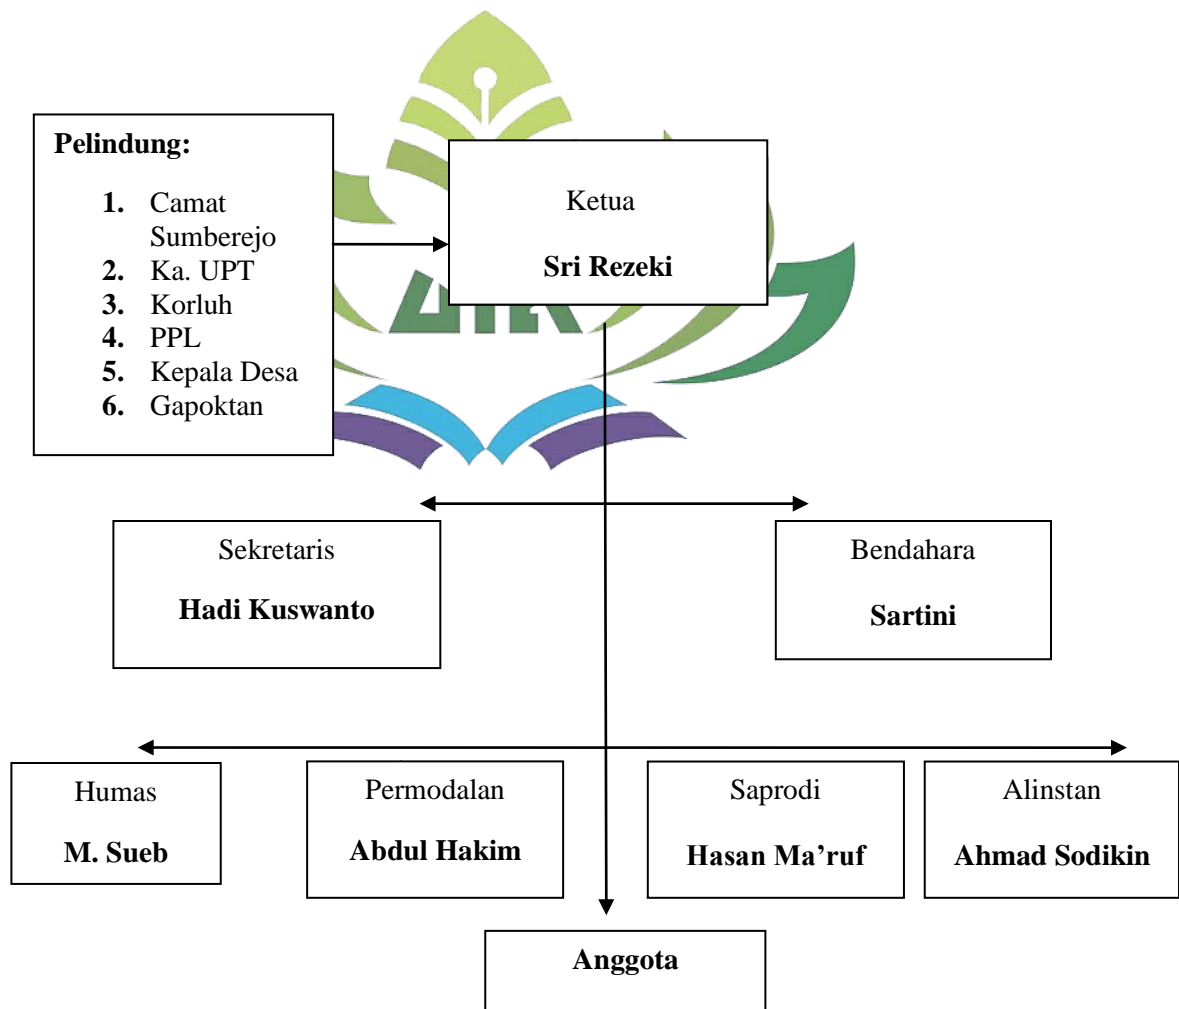 Pelindung:
1. Camat
Sumberejo
2. Ka. UPT
3. Korluh
4. PPL
5. Kepala Desa
6. Gapoktan
Ketua
Sri Rezeki
Sekretaris
Hadi Kuswanto
Bendahara
Sartini
Humas
M. Sueb
Permodalan
Abdul Hakim
Saprodi
Hasan Ma’ruf
Alinstan
Ahmad Sodikin
Anggota